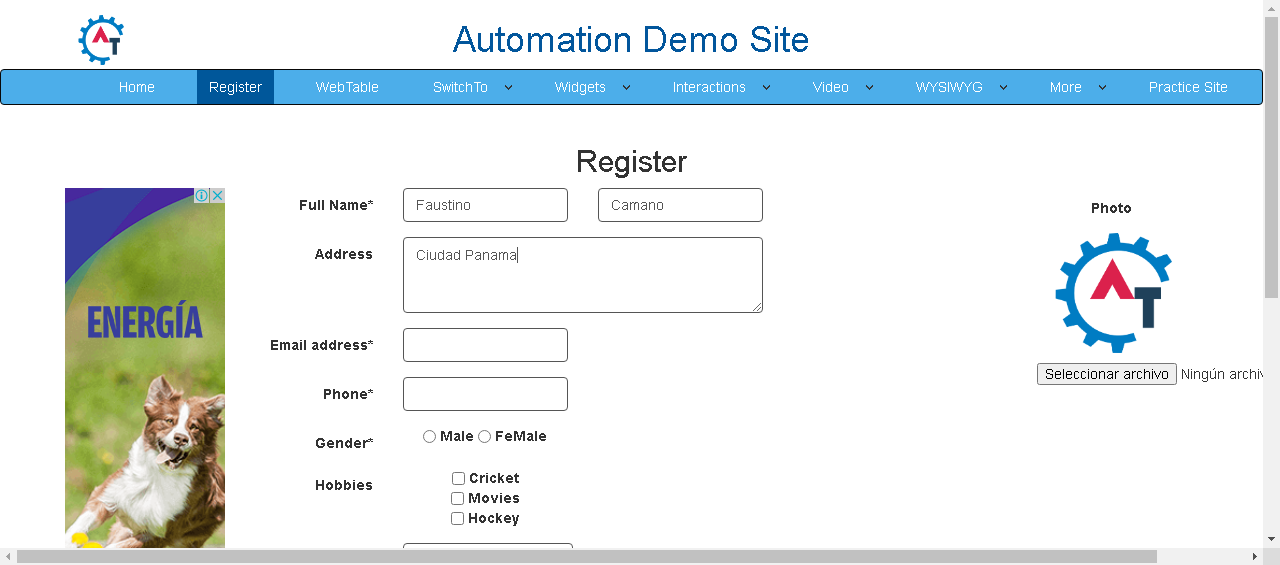 AT
Automation Demo Site
Home Register WebTable SwitchTo Widgets Interactions Video WYSIWYG More Practice Site
Register
Full Name* Faustino Camano
Address Ciudad Panama
Email address*
Phone*
Gender* Male FeMale
Hobbies Cricket
Movies
Hockey
ENERGÍA
Photo
AT
Seleccionar archivo Ningún archiv